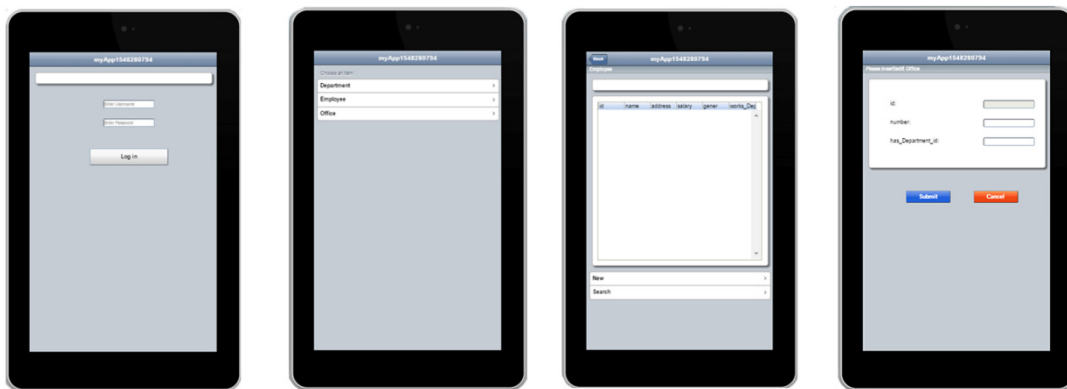 myApp1548280794
Enter Username
Enter Password
Log in
myApp1548280794
Choose an item
Department
Employee
Office
Back
myApp1548280794
Employee
id name address salary gener works_Dep
New
Search
myApp1548280794
Please Insert/edit Office
id:
number:
has_Department_id:
Submit Cancel